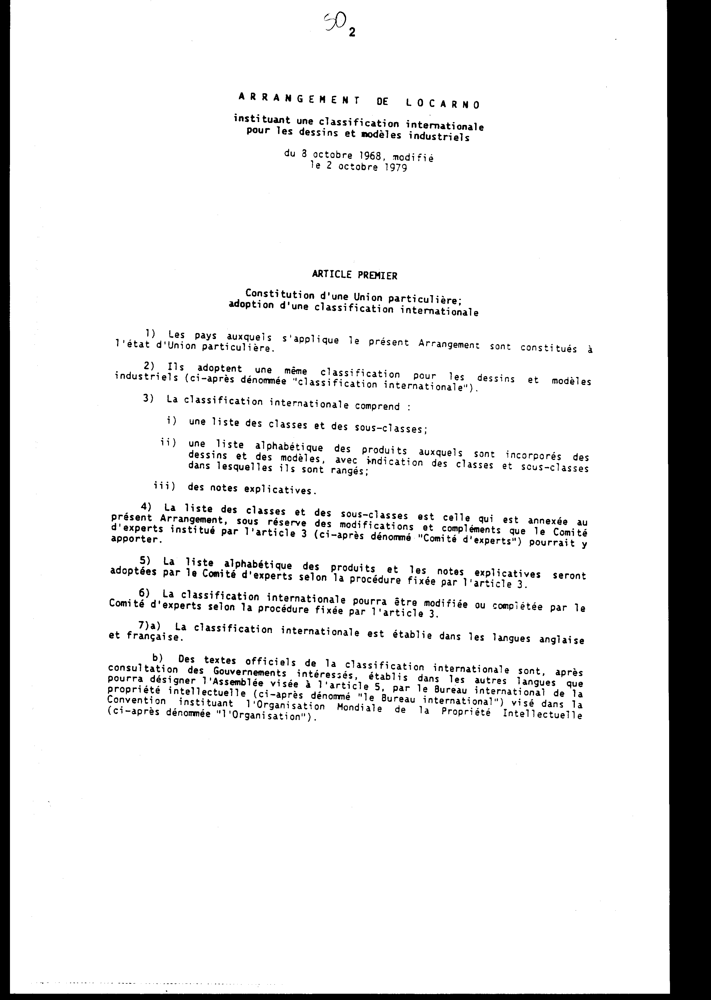 50
2
ARRANGEMENT DE LOCARNO
instituant une classification internationale
pour les dessins et modèles industriels
du 8 octobre 1968, modifié
le 2 octobre 1979
ARTICLE PREMIER
Constitution d'une Union particulière;
adoption d'une classification internationale
1) Les pays auxquels s'applique le présent Arrangement sont constitués à
l'état d'Union particulière.
2) Ils adoptent une même classification pour les dessins et modèles
industriels (ci-après dénommée "classification internationale").
3) La classification internationale comprend :
i) une liste des classes et des sous-classes;
ii) une liste alphabétique des produits auxquels sont incorporés des
dessins et des modèles, avec indication des classes et sous-classes
dans lesquelles ils sont rangés;
iii) des notes explicatives.
4) La liste des classes et des sous-classes est celle qui est annexée au
présent Arrangement, sous réserve des modifications et compléments que le Comité
d'experts institué par l'article 3 (ci-après dénommé "Comité d'experts") pourrait y
apporter.
5) La liste alphabétique des produits et les notes explicatives seront
adoptées par le Comité d'experts selon la procédure fixée par l'article 3.
6) La classification internationale pourra être modifiée ou complétée par le
Comité d'experts selon la procédure fixée par l'article 3.
7)a) La classification internationale est établie dans les langues anglaise
et française.
b) Des textes officiels de la classification internationale sont, après
consultation des Gouvernements intéressés, établis dans les autres langues que
pourra désigner l'Assemblée visée à l'article 5, par le Bureau international de la
propriété intellectuelle (ci-après dénommé "le Bureau international") visé dans la
Convention instituant l'Organisation Mondiale de la Propriété Intellectuelle
(ci-après dénommée "l'Organisation").